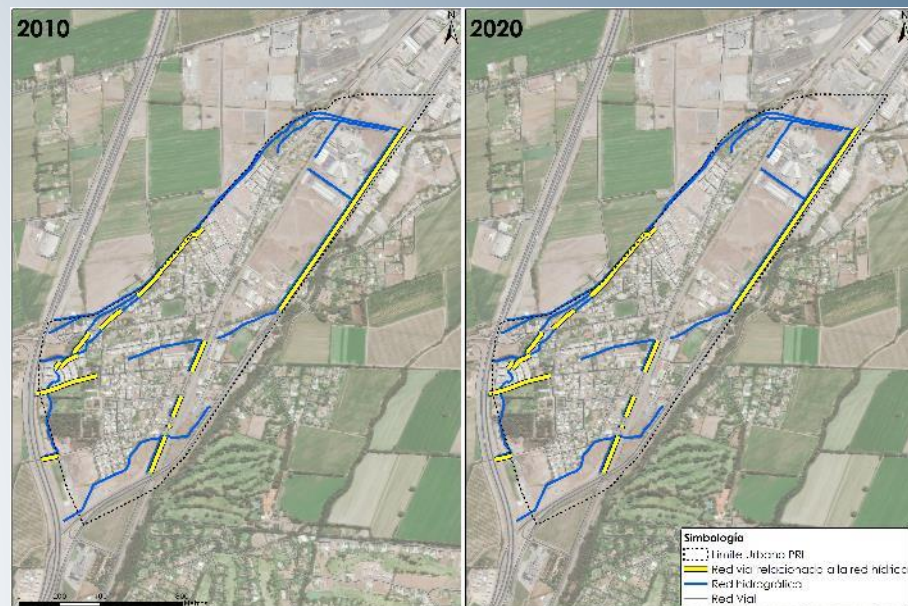 2010
N
2020
N
Simbología
Límite Urbano PRI
Red vial relacionada a la red hídrica
Red hidrográfica
Red Vial